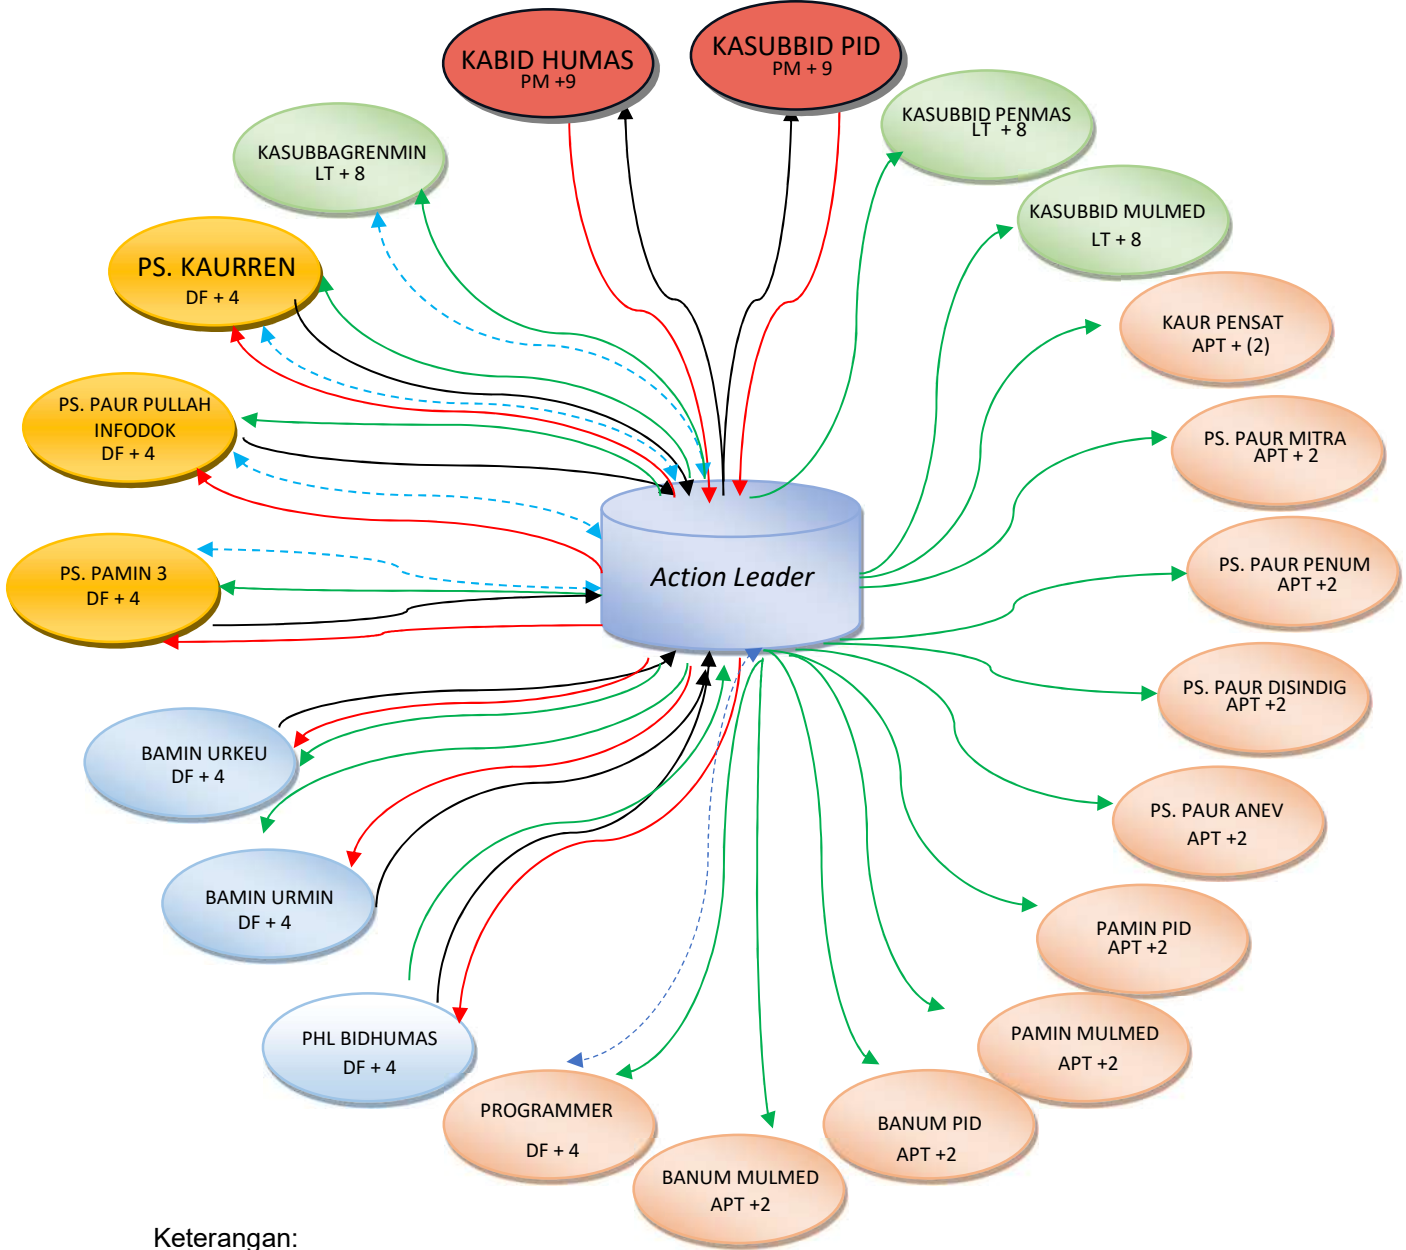 KABID HUMAS
PM +9
KASUBBID PID
PM + 9
KASUBBID PENMAS
LT + 8
KASUBBAGRENMIN
LT + 8
KASUBBID MULMED
LT + 8
PS. KAURREN
DF + 4
KAUR PENSAT
APT + (2)
PS. PAUR PULLAH
INFODOK
DF + 4
PS. PAUR MITRA
APT + 2
Action Leader
PS. PAMIN 3
DF + 4
PS. PAUR PENUM
APT +2
PS. PAUR DISINDIG
APT +2
BAMIN URKEU
DF + 4
PS. PAUR ANEV
APT +2
BAMIN URMIN
DF + 4
PAMIN PID
APT +2
PHL BIDHUMAS
DF + 4
PAMIN MULMED
APT +2
PROGRAMMER
DF + 4
BANUM PID
APT +2
BANUM MULMED
APT +2
Keterangan: